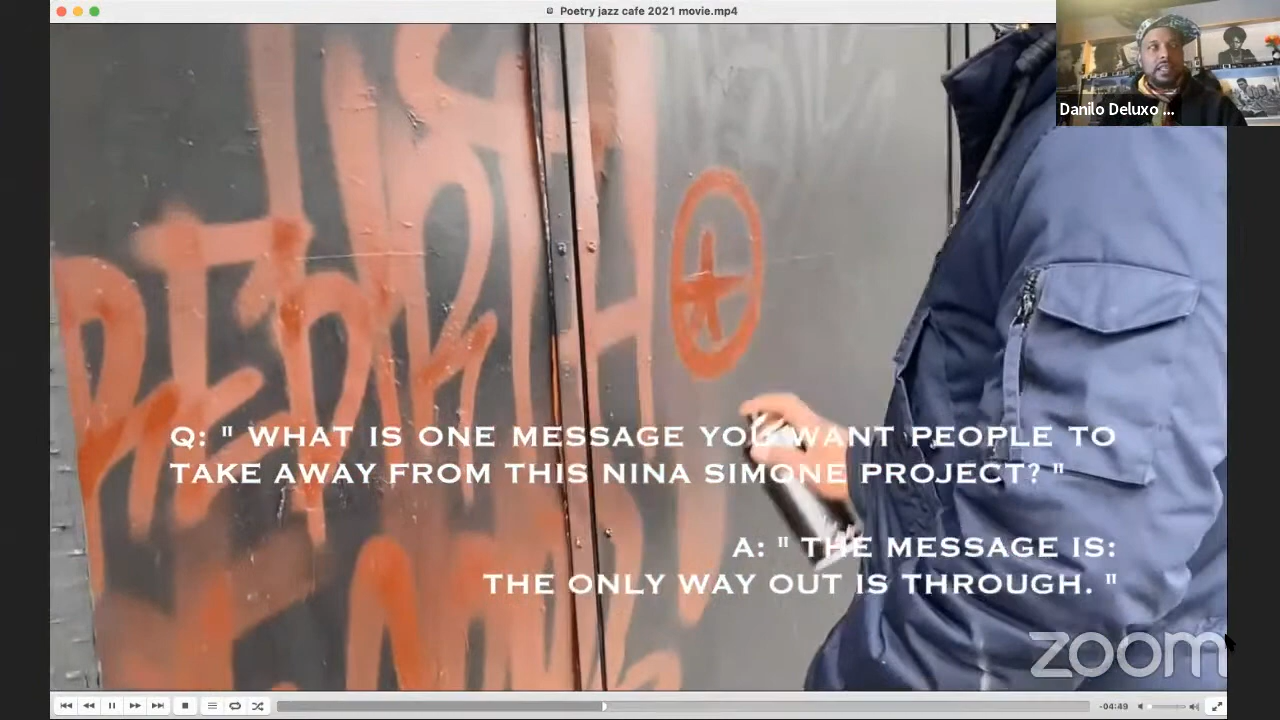 Poetry jazz cafe 2021 movie.mp4
Danilo Deluxo ...
REBIRTH
Q: " WHAT IS ONE MESSAGE YOU WANT PEOPLE TO
TAKE AWAY FROM THIS NINA SIMONE PROJECT? "
A: " THE MESSAGE IS:
THE ONLY WAY OUT IS THROUGH. "
zoom
-04:49